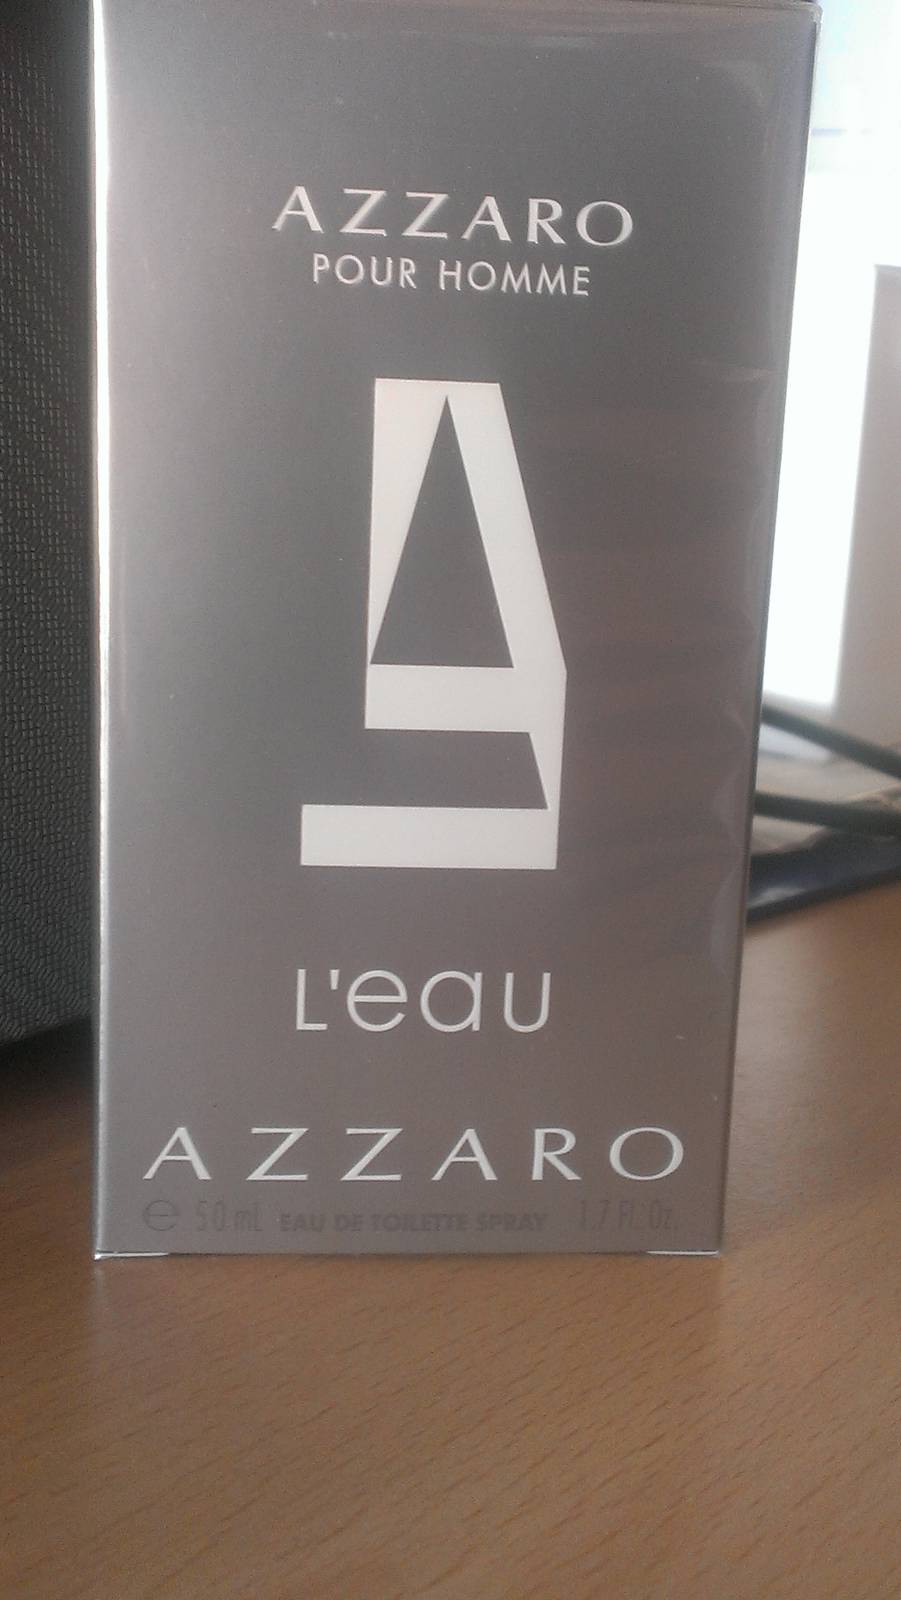 AZZARO
POUR HOMME
L'eau
AZZARO
e 50 mL EAU DE TOILETTE SPRAY 1.7 Fl. Oz.